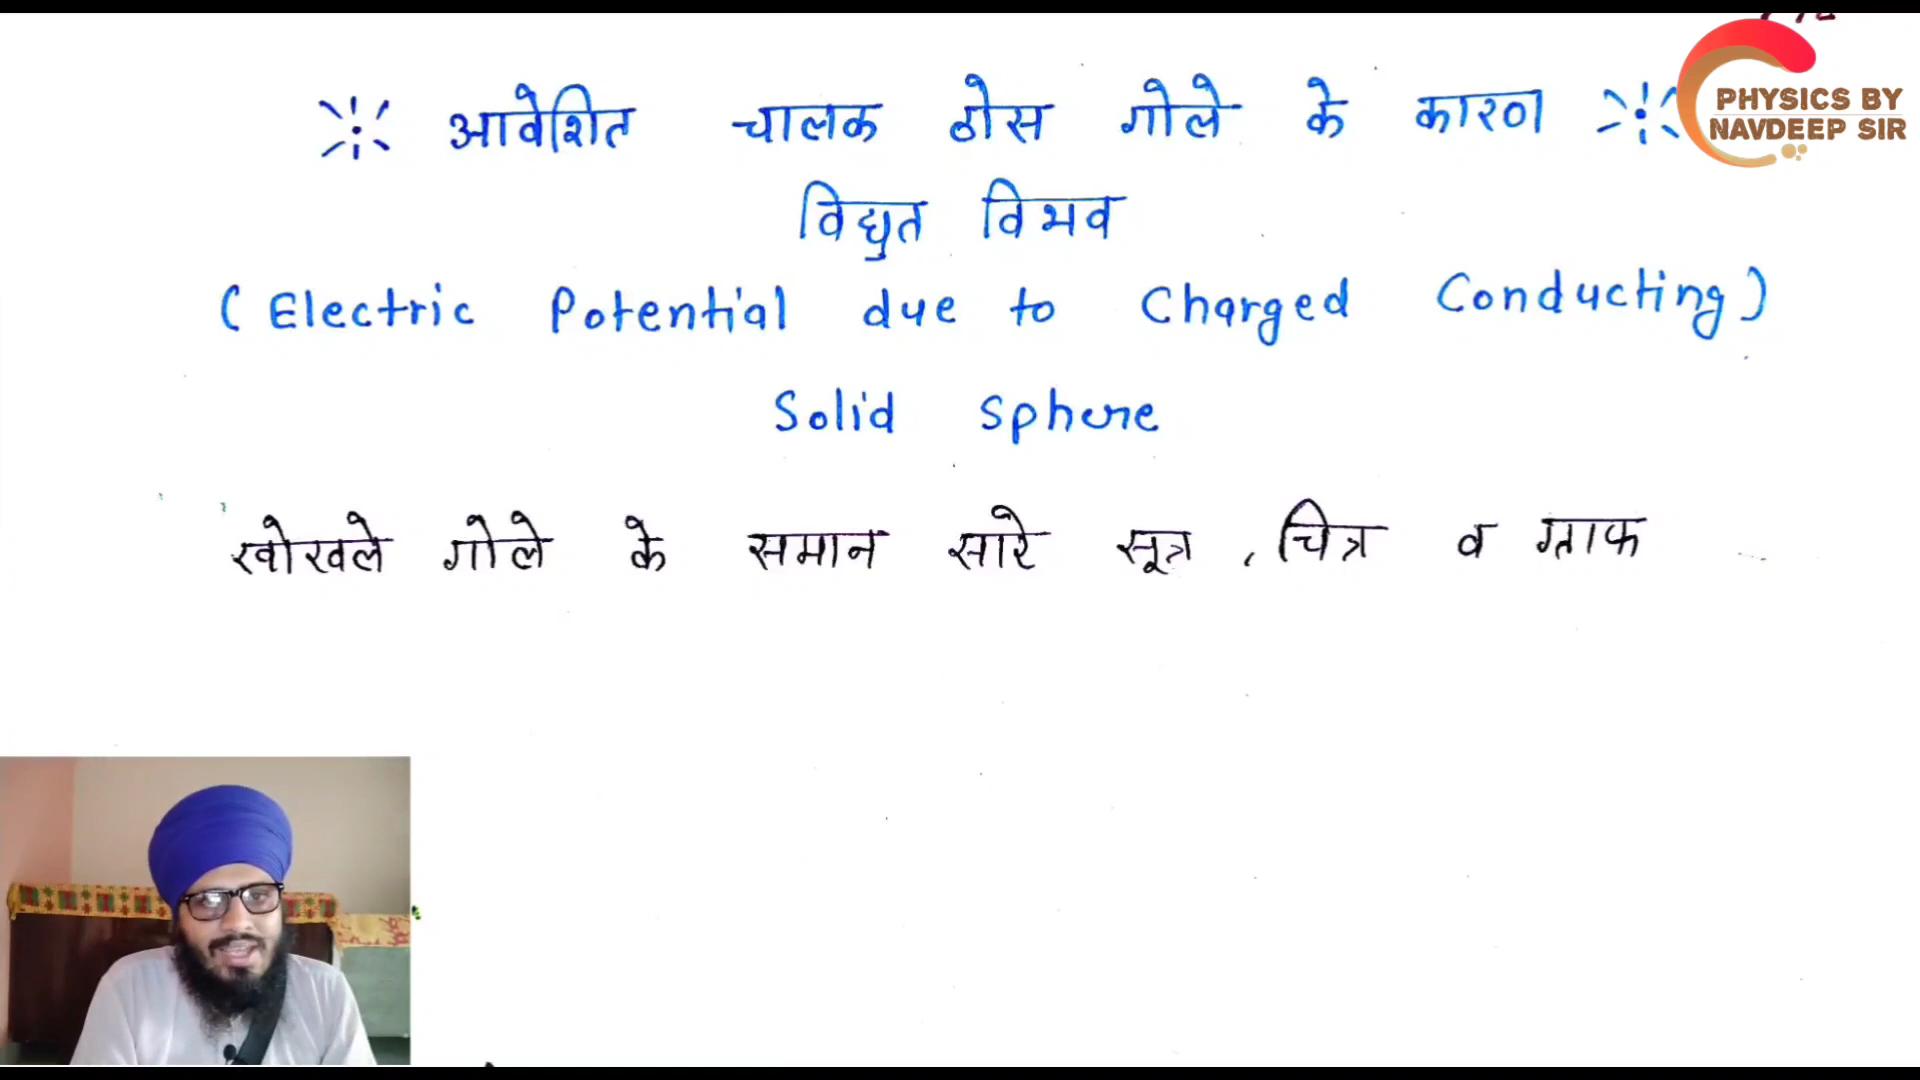 आवेशित चालक ठोस गोले के कारण
विद्युत विभव
(Electric Potential due to Charged Conducting)
Solid Sphere
खोखले गोले के समान सारे सूत्र, चित्र व ग्राफ
PHYSICS BY
NAVDEEP SIR